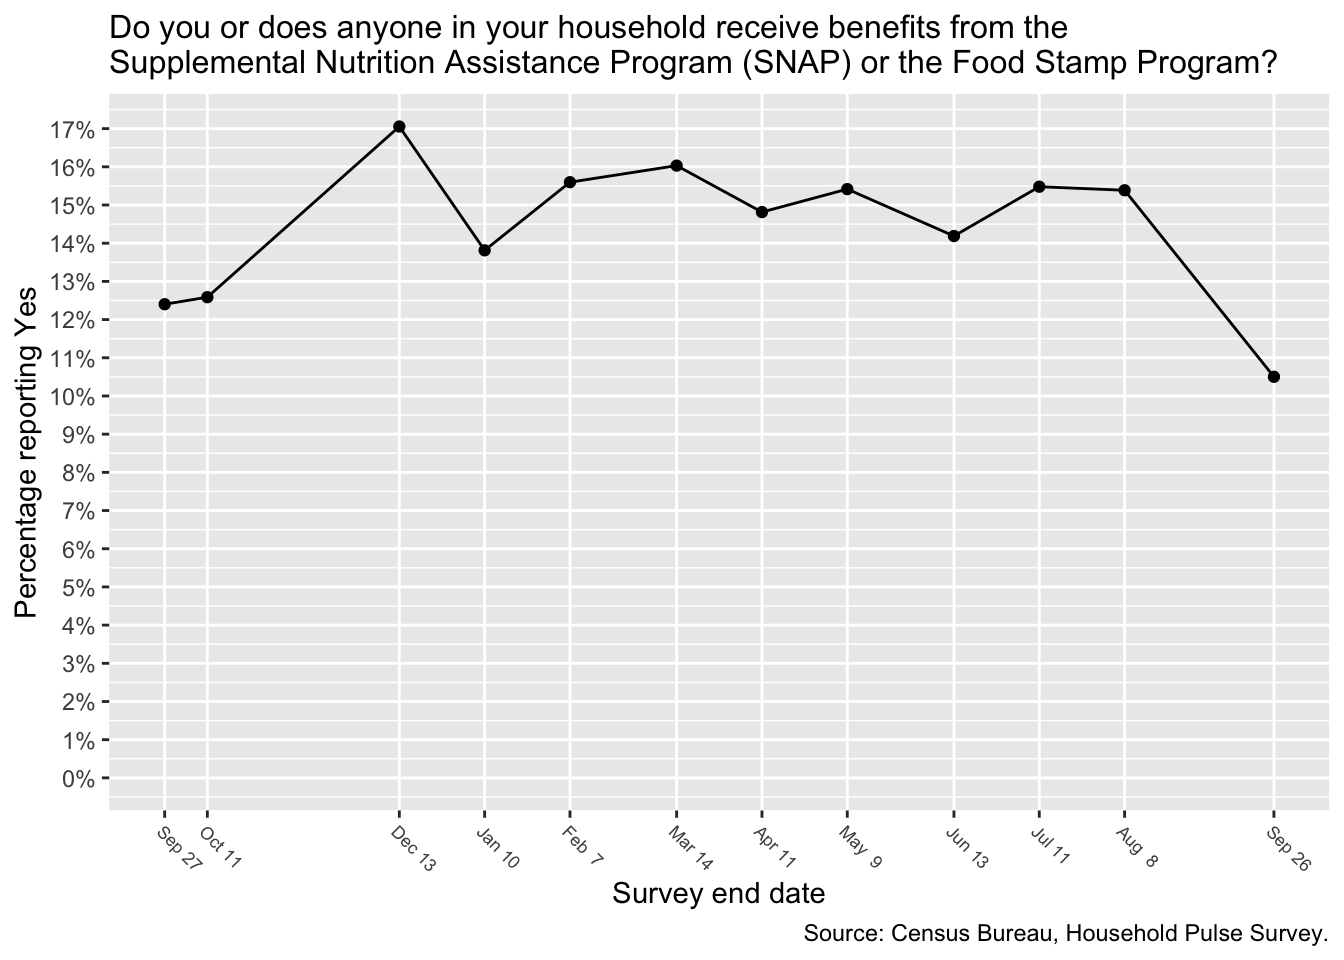 Do you or does anyone in your household receive benefits from the
Supplemental Nutrition Assistance Program (SNAP) or the Food Stamp Program?
Percentage reporting Yes
17%
16%
15%
14%
13%
12%
11%
10%
9%
8%
7%
6%
5%
4%
3%
2%
1%
0%
Sep 27
Oct 11
Dec 13
Jan 10
Feb 7
Mar 14
Apr 11
May 9
Jun 13
Jul 11
Aug 8
Sep 26
Survey end date
Source: Census Bureau, Household Pulse Survey.